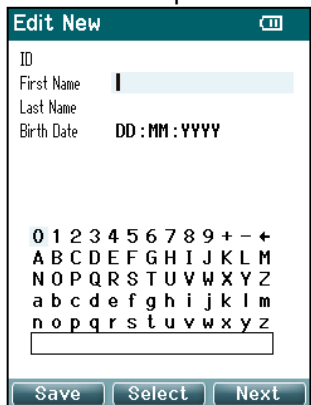 Edit New
ID
First Name
Last Name
Birth Date DD:MM:YYYY
0 1 2 3 4 5 6 7 8 9 + - ←
A B C D E F G H I J K L M
N O P Q R S T U V W X Y Z
a b c d e f g h i j k l m
n o p q r s t u v w x y z
Save Select Next